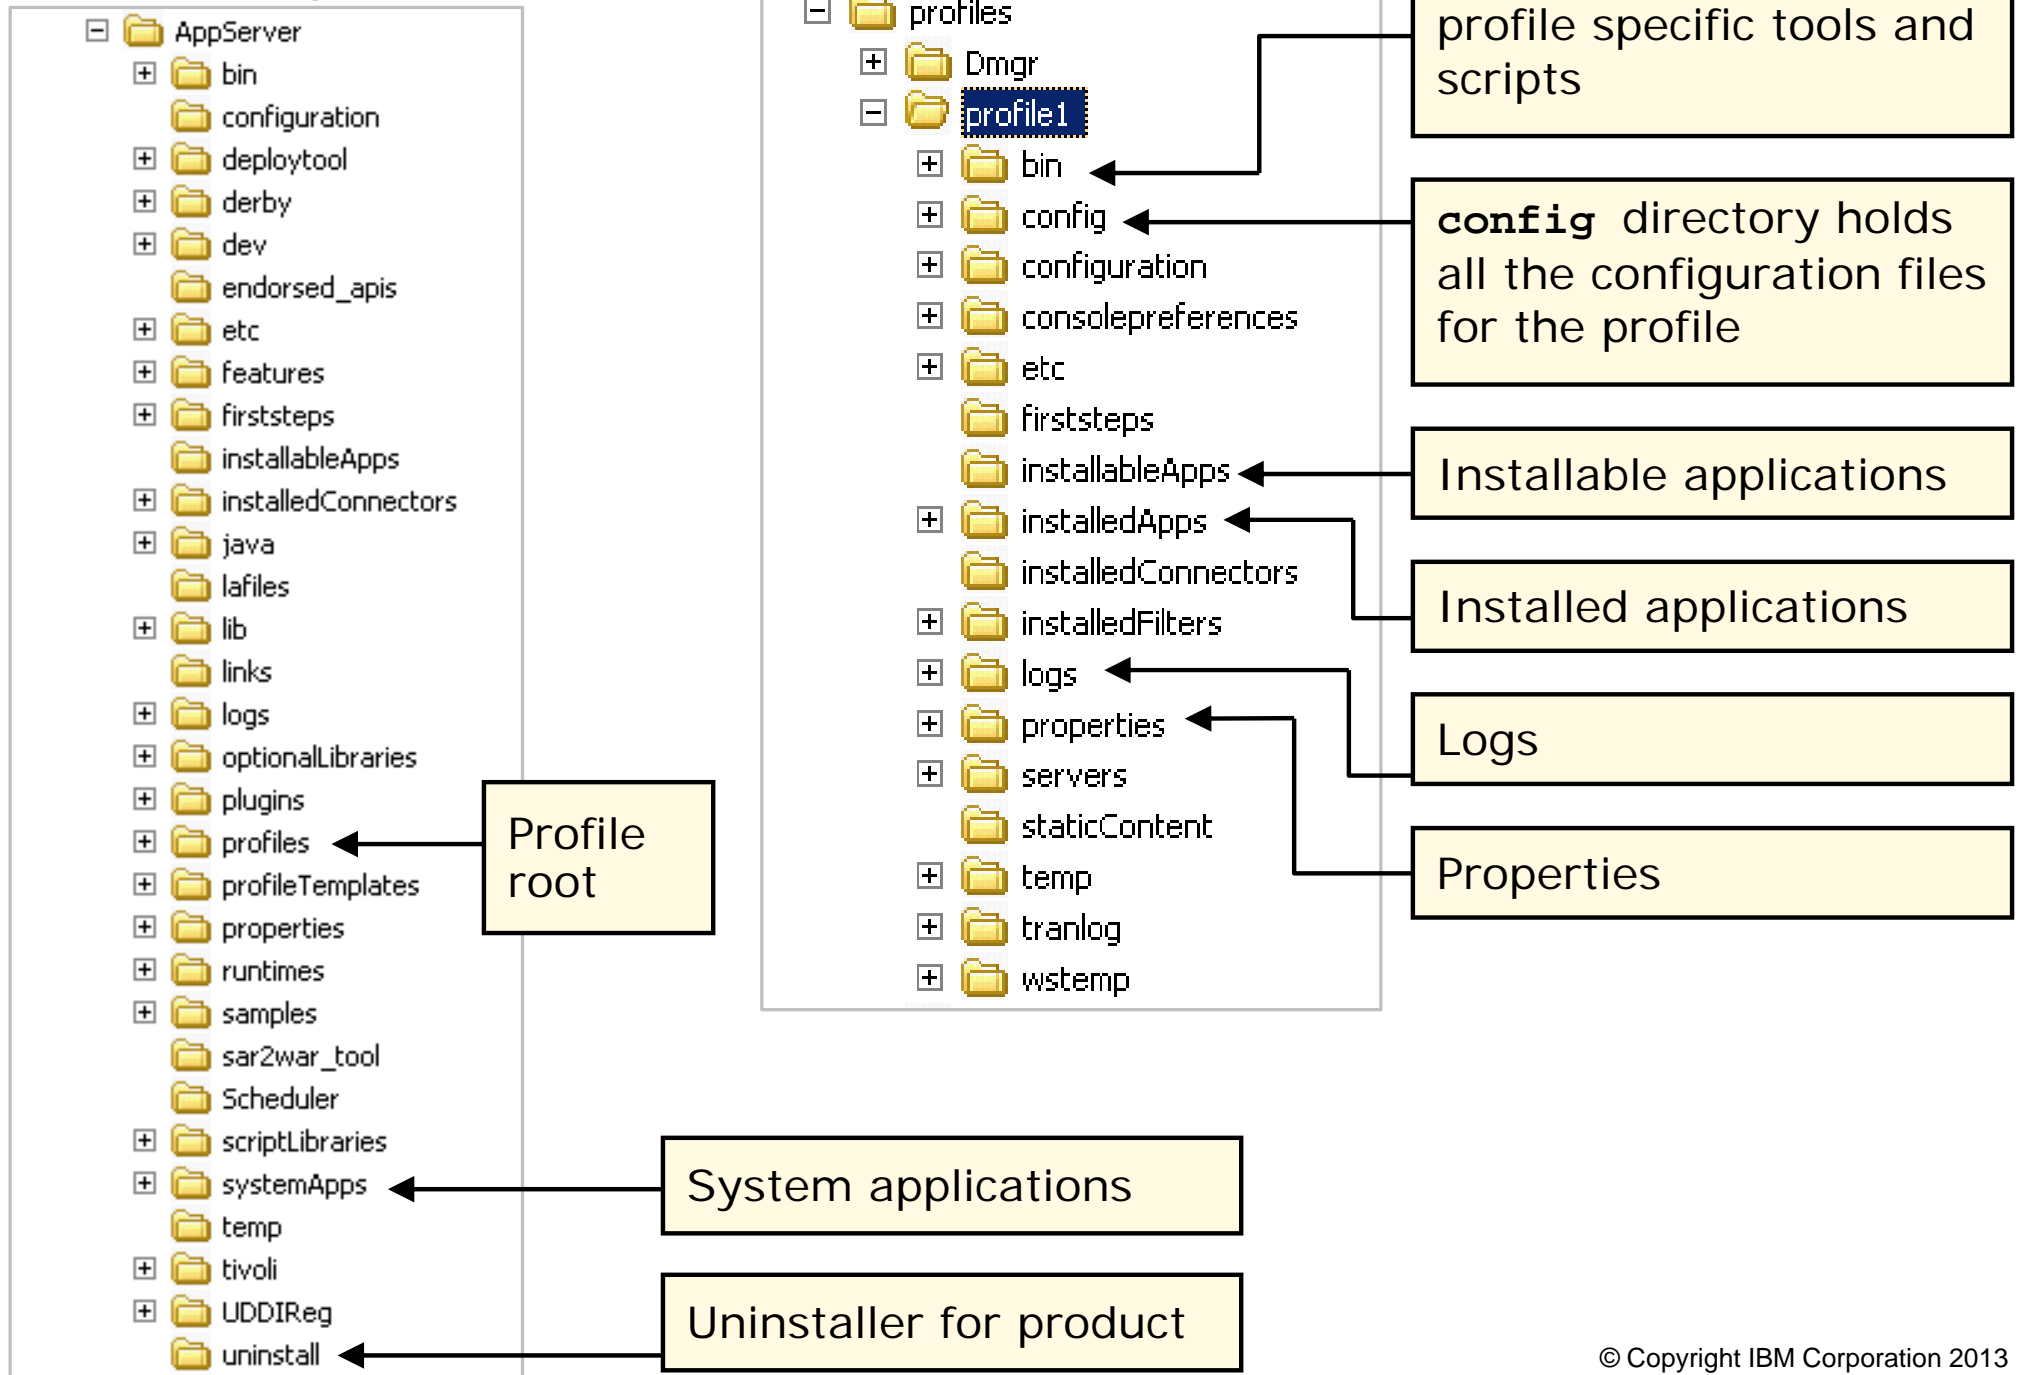 AppServer
bin
configuration
deploytool
derby
dev
endorsed_apis
etc
features
firststeps
installableApps
installedConnectors
java
lafiles
lib
links
logs
optionalLibraries
plugins
profiles
profileTemplates
properties
runtimes
samples
sar2war_tool
Scheduler
scriptLibraries
systemApps
temp
tivoli
UDDIReg
uninstall
Profile
root
System applications
Uninstaller for product
profiles
Dmgr
profile1
bin
config
configuration
consolepreferences
etc
firststeps
installableApps
installedApps
installedConnectors
installedFilters
logs
properties
servers
staticContent
temp
tranlog
wstemp
profile specific tools and
scripts
config directory holds
all the configuration files
for the profile
Installable applications
Installed applications
Logs
Properties
© Copyright IBM Corporation 2013